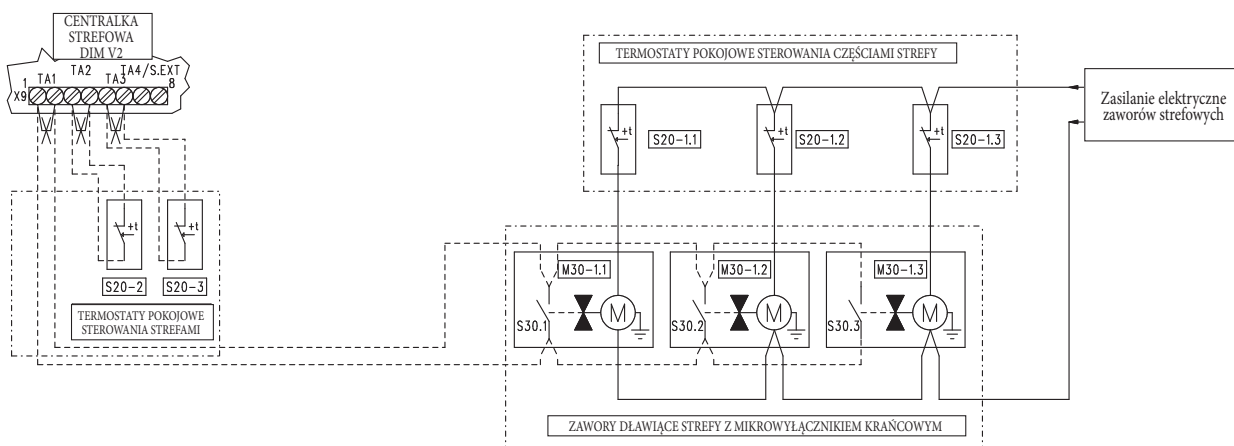 CENTRALKA
STREFOWA
DIM V2
TA2 TA4/S.EXT
1 TA1 TA3 8
X9
TERMOSTATY POKOJOWE STEROWANIA CZĘŚCIAMI STREFY
Zasilanie elektryczne
zaworów strefowych
+t S20-1.1
+t S20-1.2
+t S20-1.3
+t +t
S20-2 S20-3
TERMOSTATY POKOJOWE
STEROWANIA STREFAMI
M30-1.1 M30-1.2 M30-1.3
M M M
S30.1 S30.2 S30.3
ZAWORY DŁAWIĄCE STREFY Z MIKROWYŁĄCZNIKIEM KRAŃCOWYM